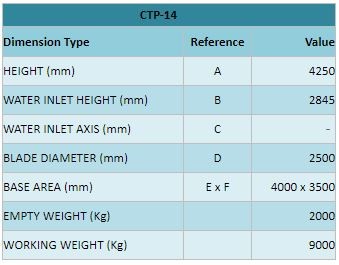 CTP-14
Dimension Type Reference Value
HEIGHT (mm) A 4250
WATER INLET HEIGHT (mm) B 2845
WATER INLET AXIS (mm) C -
BLADE DIAMETER (mm) D 2500
BASE AREA (mm) E x F 4000 x 3500
EMPTY WEIGHT (Kg) 2000
WORKING WEIGHT (Kg) 9000